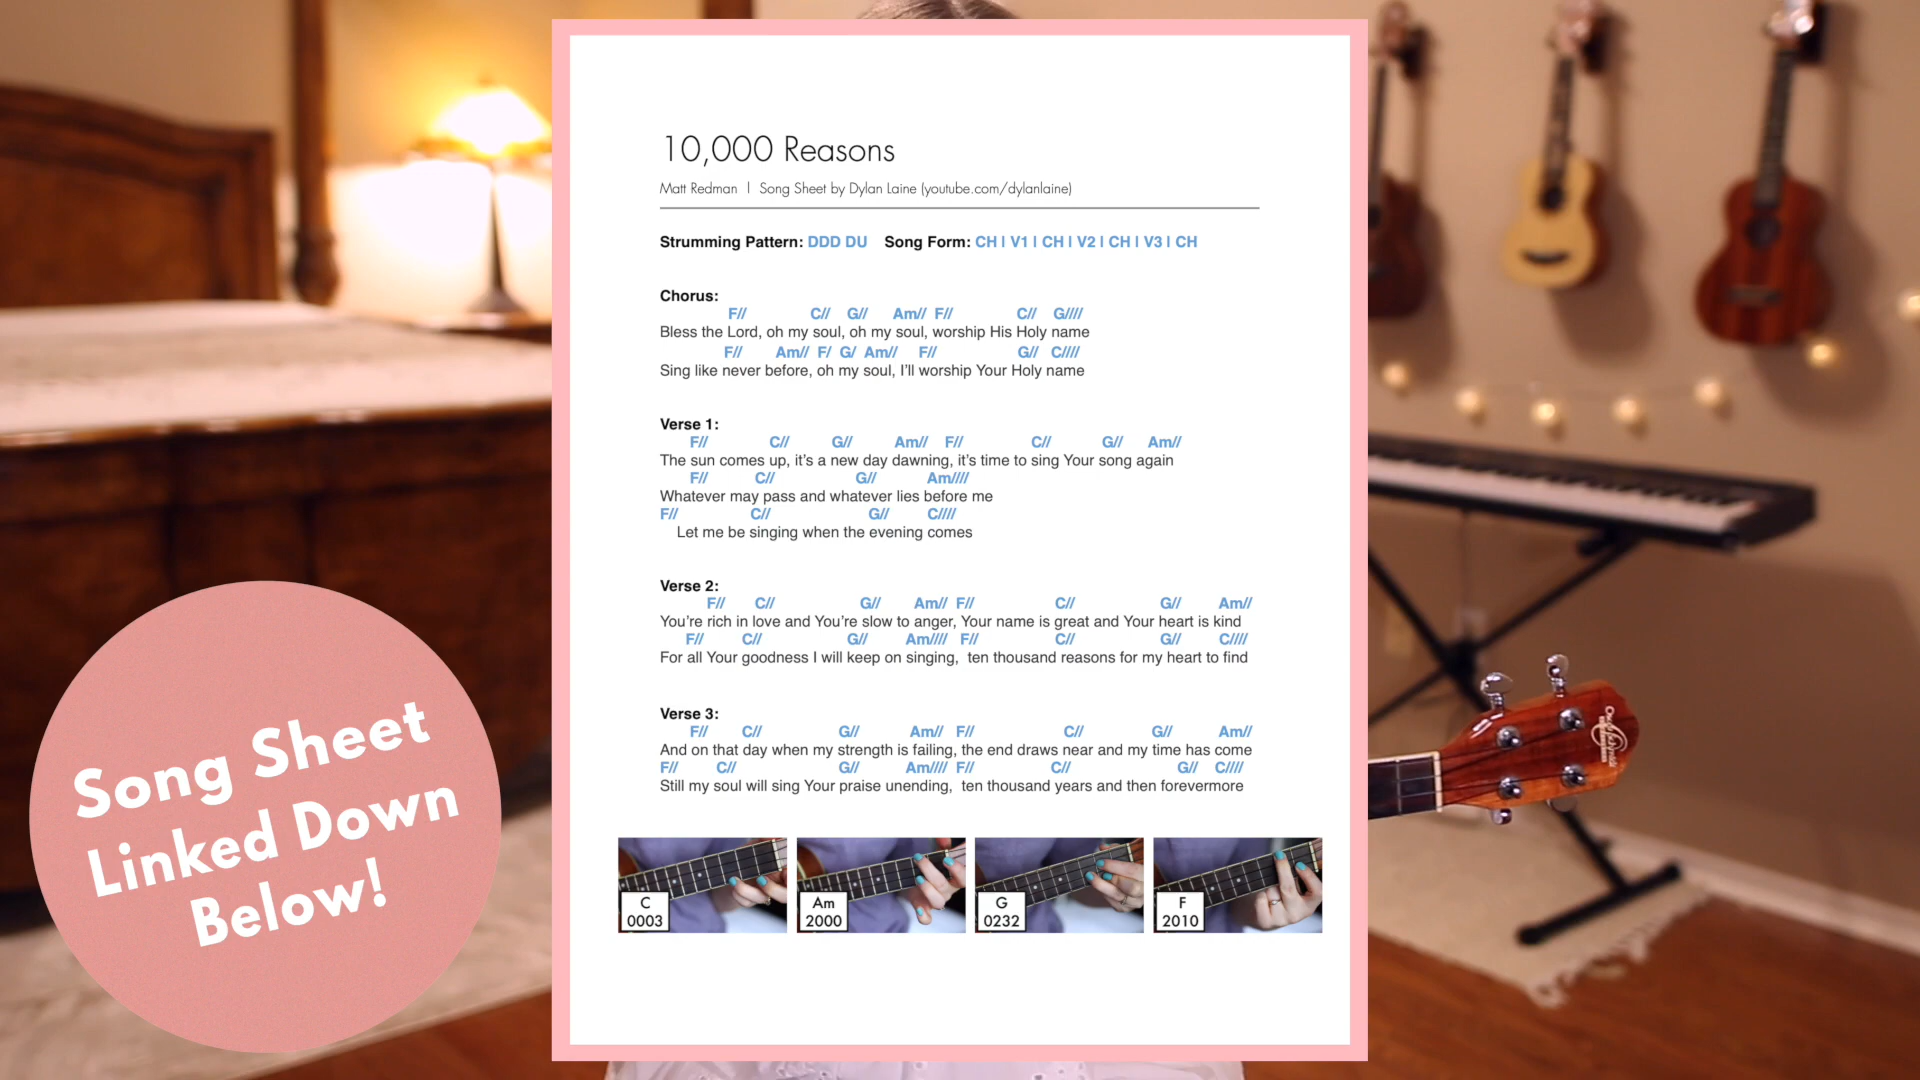 10,000 Reasons
Matt Redman | Song Sheet by Dylan Laine (youtube.com/dylanlaine)
Strumming Pattern: DDD DU Song Form: CH | V1 | CH | V2 | CH | V3 | CH
Chorus:
F// C// G// Am// F// C// G////
Bless the Lord, oh my soul, oh my soul, worship His Holy name
F// Am// F/ G/ Am// F// G// C////
Sing like never before, oh my soul, I'll worship Your Holy name
Verse 1:
F// C// G// Am// F// C// G// Am//
The sun comes up, it's a new day dawning, it's time to sing Your song again
F// C// G// Am////
Whatever may pass and whatever lies before me
F// C// G// C////
Let me be singing when the evening comes
Verse 2:
F// C// G// Am// F// C// G// Am//
You're rich in love and You're slow to anger, Your name is great and Your heart is kind
F// C// G// Am//// F// C// G// C////
For all Your goodness I will keep on singing, ten thousand reasons for my heart to find
Verse 3:
F// C// G// Am// F// C// G// Am//
And on that day when my strength is failing, the end draws near and my time has come
F// C// G// Am//// F// C// G// C////
Still my soul will sing Your praise unending, ten thousand years and then forevermore
C
0003
Am
2000
G
0232
F
2010
Song Sheet
Linked Down
Below!